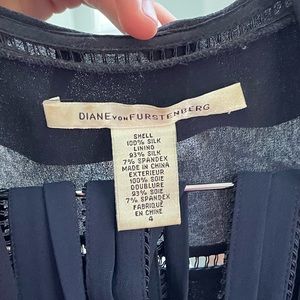 DIANE VON FURSTENBERG
SHELL
100% SILK
LINING
93% SILK
7% SPANDEX
MADE IN CHINA
EXTERIEUR
100% SOIE
DOUBLURE
93% SOIE
7% SPANDEX
FABRIQUÉ
EN CHINE
4